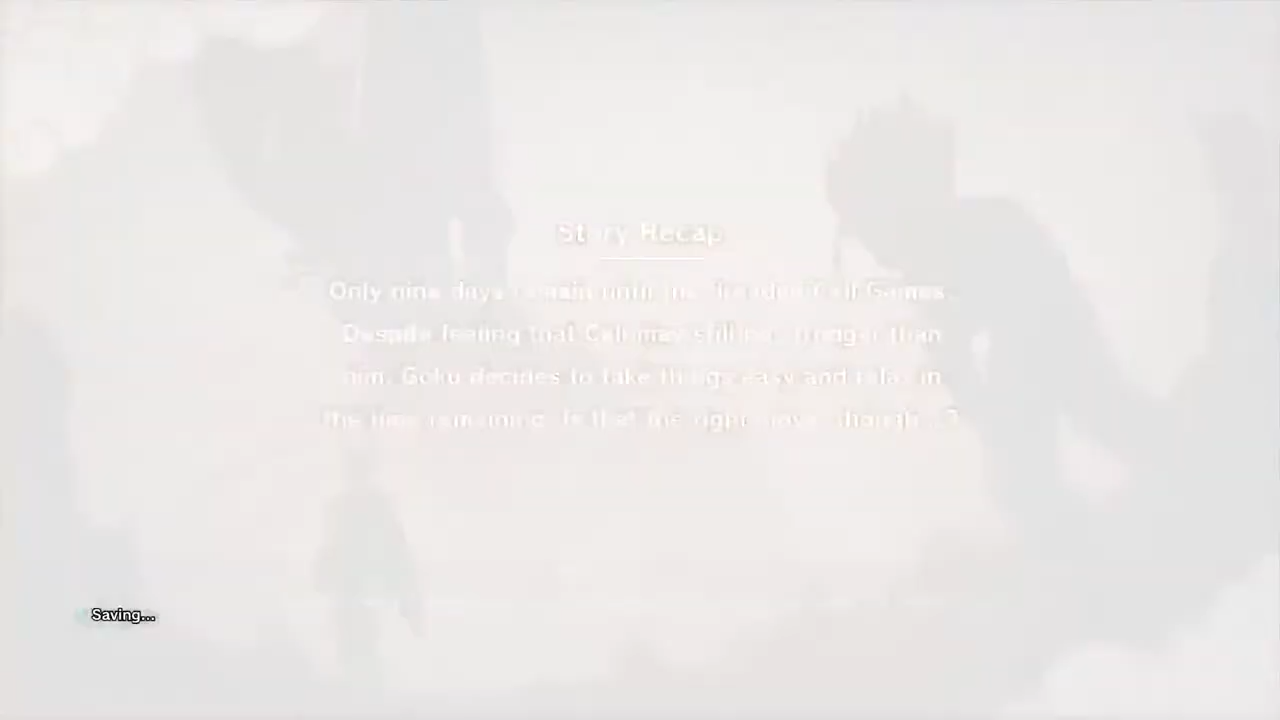 Story Recap
Only nine days remain until the dreaded Cell Games.
Despite feeling that Cell may still be stronger than
him, Goku decides to take things easy and relax in
the time remaining. Is that the right move, though...?
Saving...